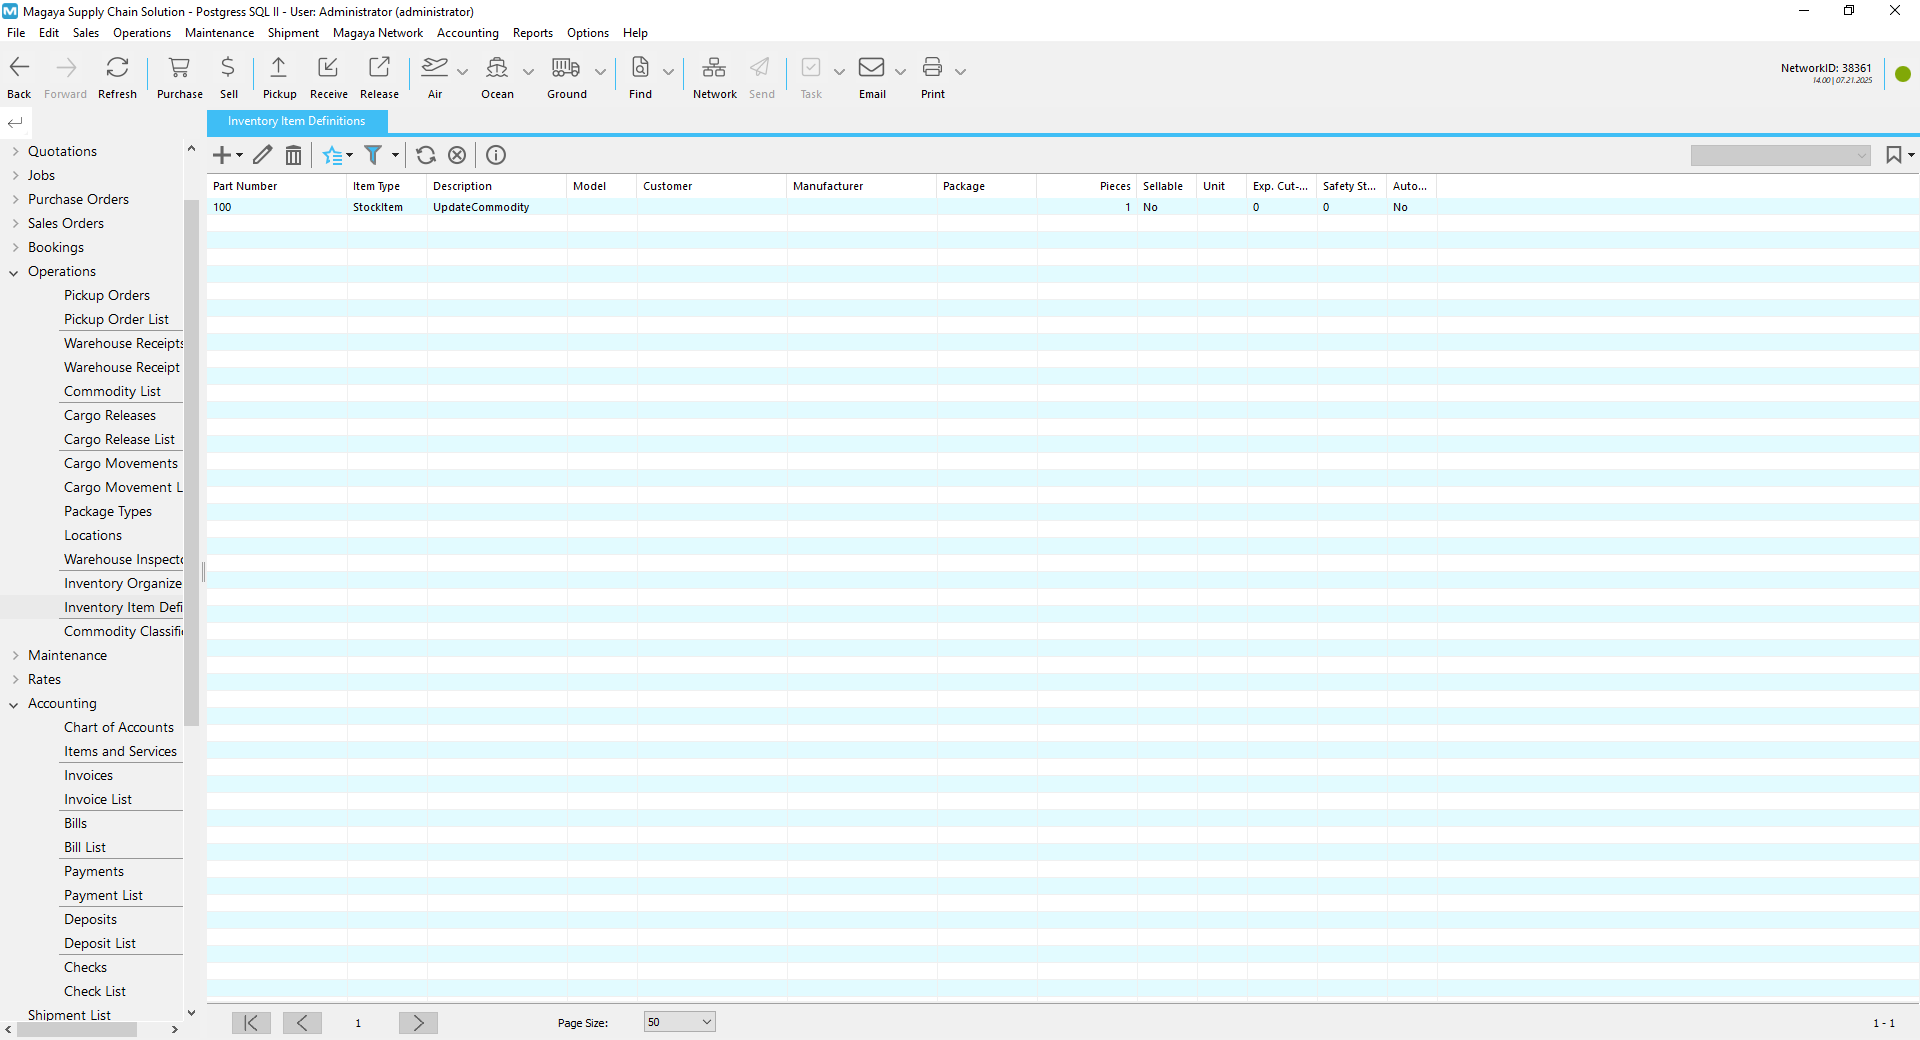 Magaya Supply Chain Solution - Postgress SQL II - User: Administrator (administrator)
File Edit Sales Operations Maintenance Shipment Magaya Network Accounting Reports Options Help
Back Forward Refresh Purchase Sell Pickup Receive Release Air Ocean Ground Find Network Send Task Email Print
NetworkID: 38361
14.00 | 07.21.2025
Inventory Item Definitions
Quotations
Jobs
Purchase Orders
Sales Orders
Bookings
Operations
Pickup Orders
Pickup Order List
Warehouse Receipts
Warehouse Receipt
Commodity List
Cargo Releases
Cargo Release List
Cargo Movements
Cargo Movement L
Package Types
Locations
Warehouse Inspecto
Inventory Organize
Inventory Item Defi
Commodity Classifi
Maintenance
Rates
Accounting
Chart of Accounts
Items and Services
Invoices
Invoice List
Bills
Bill List
Payments
Payment List
Deposits
Deposit List
Checks
Check List
Shipment List
Part Number Item Type Description Model Customer Manufacturer Package Pieces Sellable Unit Exp. Cut-... Safety St... Auto...
100 StockItem UpdateCommodity 1 No 0 0 No
1 Page Size: 50 1 - 1